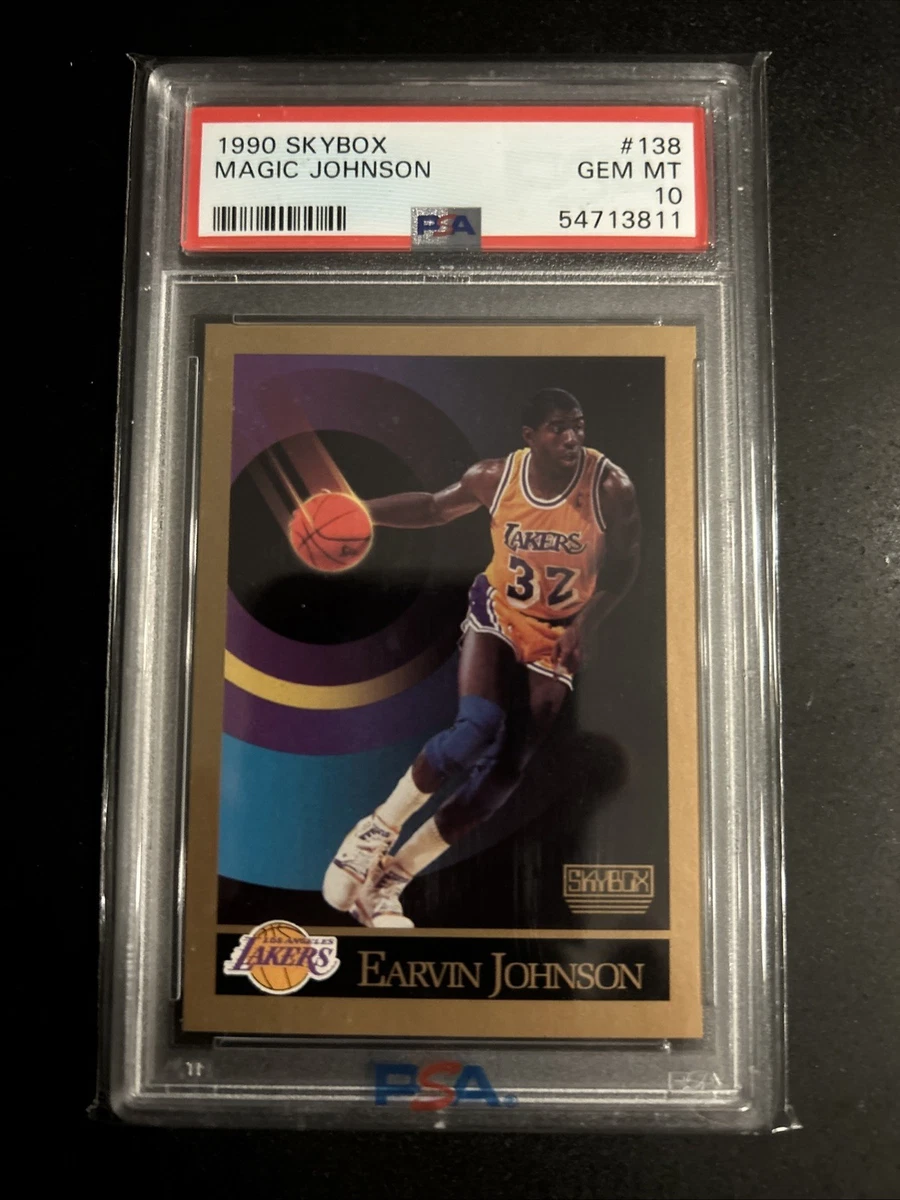 1990 SKYBOX #138
MAGIC JOHNSON GEM MT
10
PSA 54713811
LAKERS
32
SKYBOX
LOS ANGELES
LAKERS
EARVIN JOHNSON
PSA